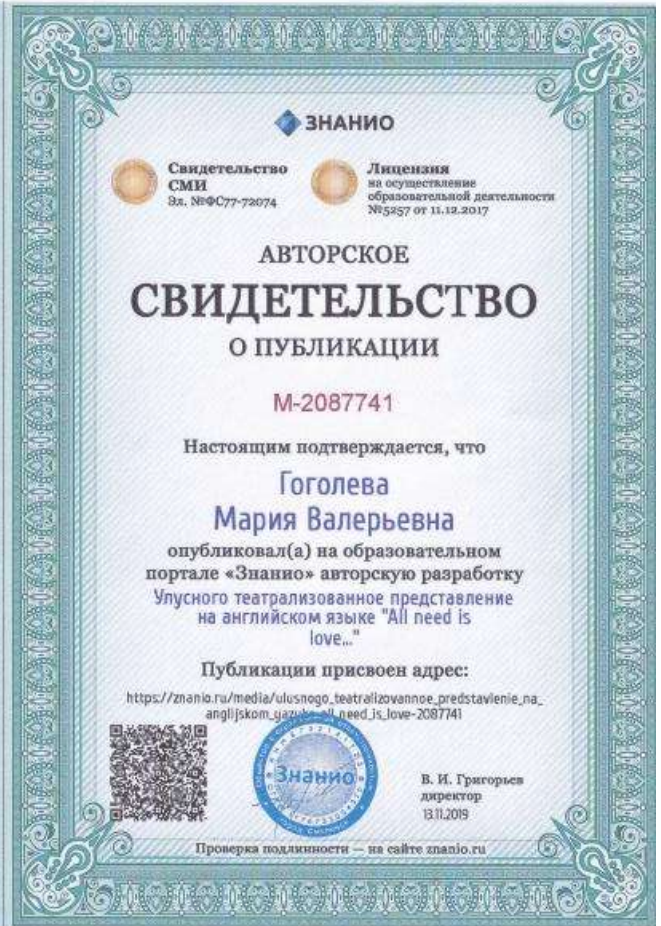 ЗНАНИО
Свидетельство
СМИ
Эл. №ФС77-72074
Лицензия
на осуществление
образовательной деятельности
№5257 от 11.12.2017
АВТОРСКОЕ
СВИДЕТЕЛЬСТВО
О ПУБЛИКАЦИИ
М-2087741
Настоящим подтверждается, что
Гоголева
Мария Валерьевна
опубликовал(а) на образовательном
портале «Знанио» авторскую разработку
Улусного театрализованное представление
на английском языке "All need is
love..."
Публикации присвоен адрес:
https://znanio.ru/media/ulusnogo_teatralizovannoe_predstavlenie_na_
anglijskom_yazyke_all_need_is_love-2087741
Знанио
В. И. Григорьев
директор
13.11.2019
Проверка подлинности — на сайте znanio.ru